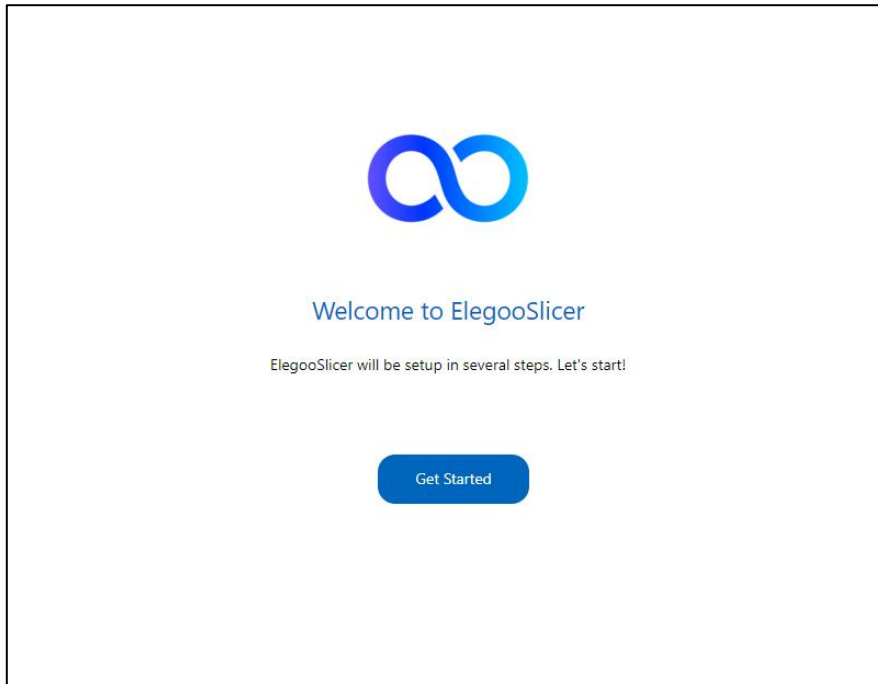 Welcome to ElegooSlicer
ElegooSlicer will be setup in several steps. Let's start!
Get Started